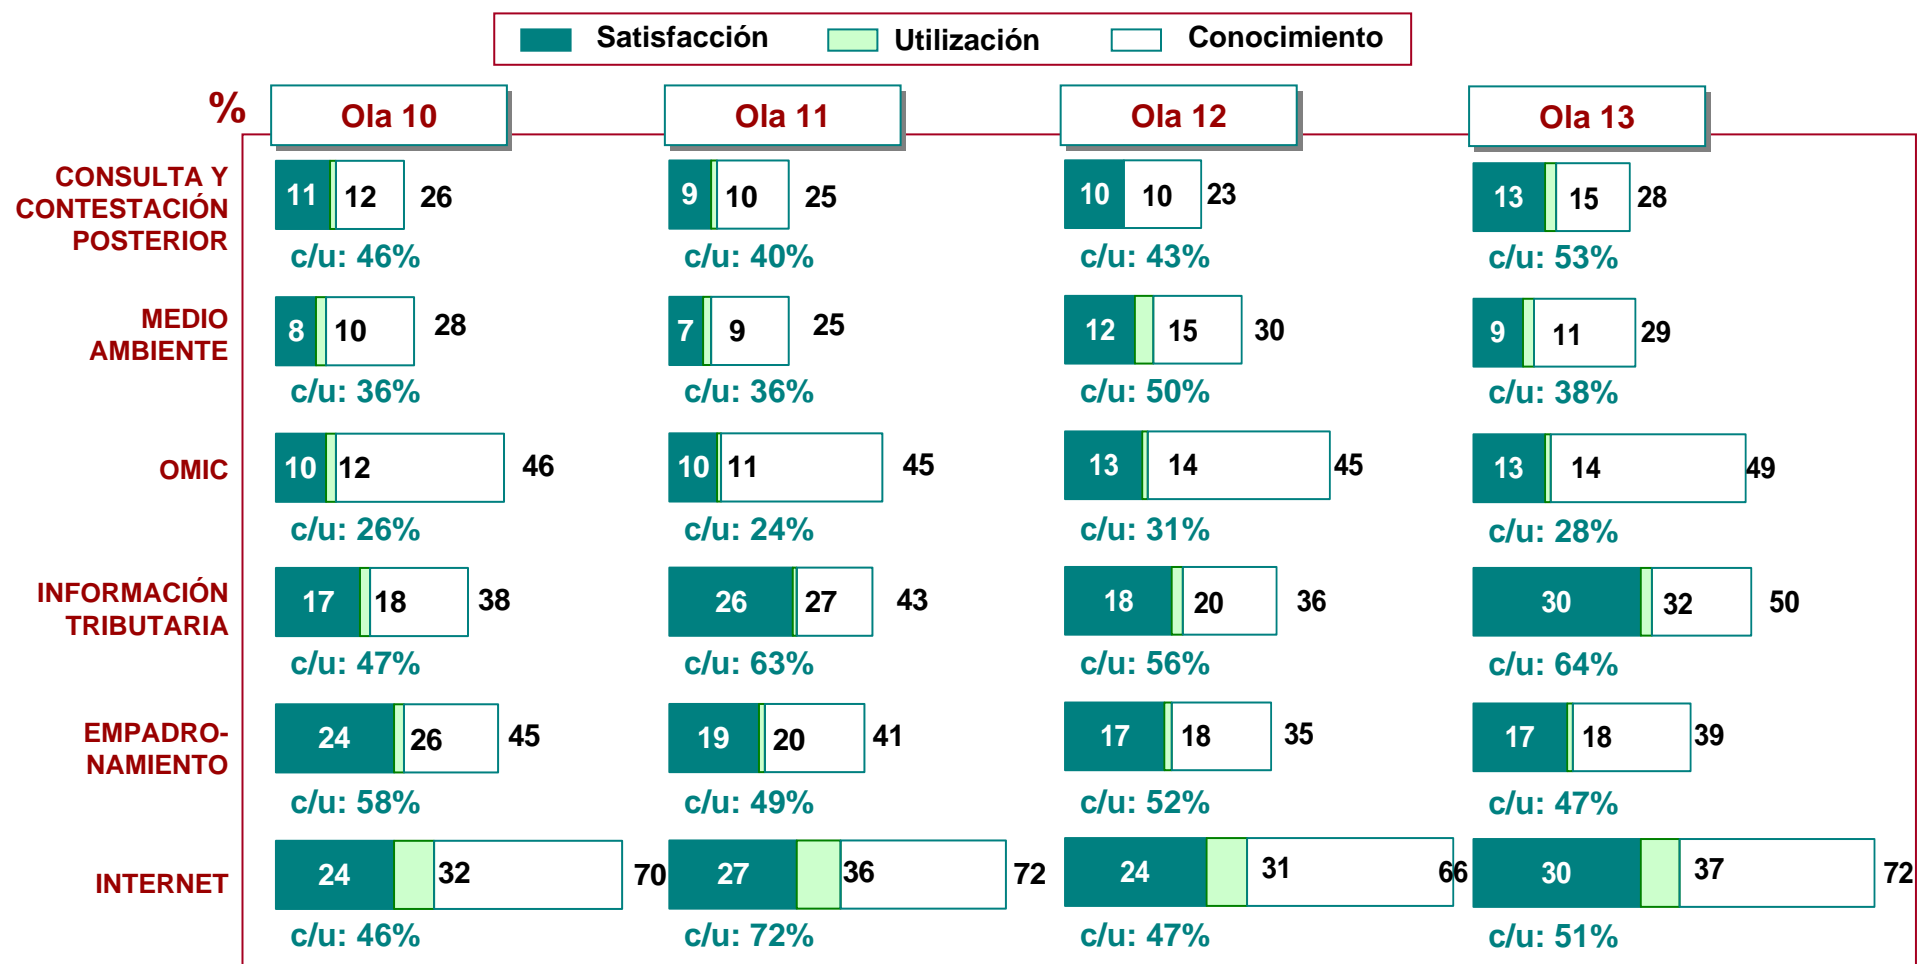 Satisfacción Utilización Conocimiento
% Ola 10 Ola 11 Ola 12 Ola 13
CONSULTA Y
CONTESTACIÓN
POSTERIOR
11 12 26 9 10 25 10 10 23 13 15 28
c/u: 46% c/u: 40% c/u: 43% c/u: 53%
MEDIO
AMBIENTE
8 10 28 7 9 25 12 15 30 9 11 29
c/u: 36% c/u: 36% c/u: 50% c/u: 38%
OMIC
10 12 46 10 11 45 13 14 45 13 14 49
c/u: 26% c/u: 24% c/u: 31% c/u: 28%
INFORMACIÓN
TRIBUTARIA
17 18 38 26 27 43 18 20 36 30 32 50
c/u: 47% c/u: 63% c/u: 56% c/u: 64%
EMPADRO-
NAMIENTO
24 26 45 19 20 41 17 18 35 17 18 39
c/u: 58% c/u: 49% c/u: 52% c/u: 47%
INTERNET
24 32 70 27 36 72 24 31 66 30 37 72
c/u: 46% c/u: 72% c/u: 47% c/u: 51%